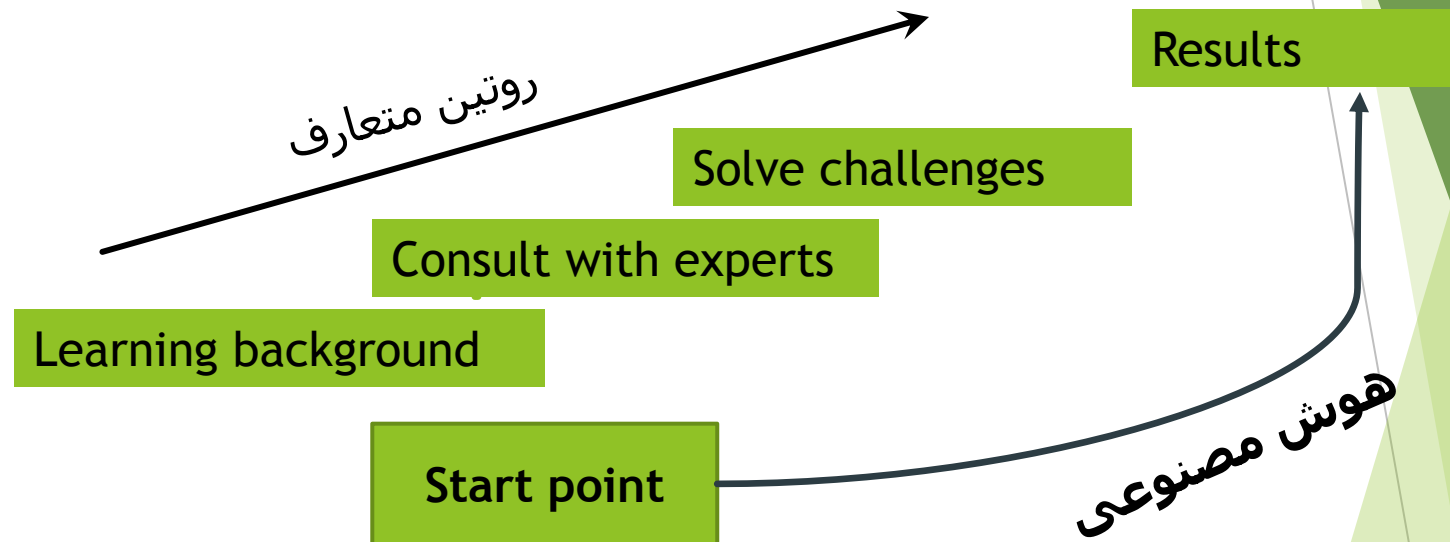 Results
روتین متعارف
Solve challenges
Consult with experts
Learning background
هوش مصنوعی
Start point